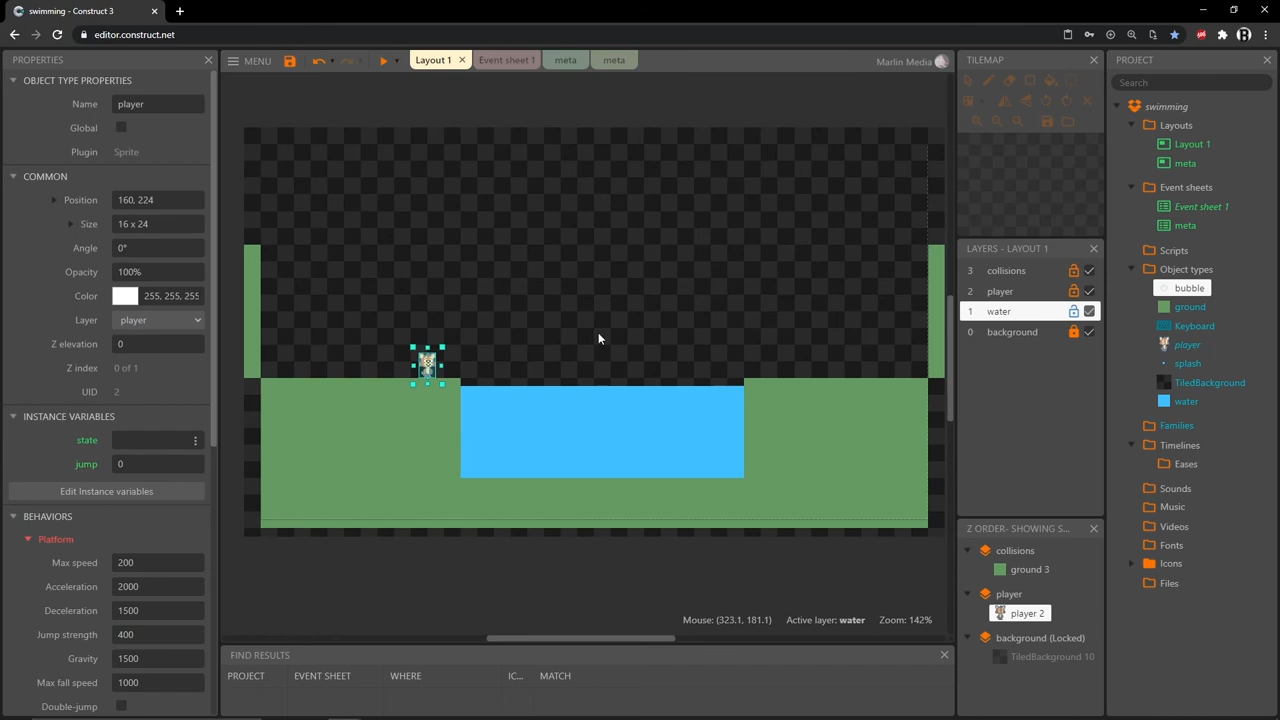 swimming - Construct 3
editor.construct.net
PROPERTIES
OBJECT TYPE PROPERTIES
Name player
Global
Plugin Sprite
COMMON
Position 160, 224
Size 16 x 24
Angle 0°
Opacity 100%
Color 255, 255, 255
Layer player
Z elevation 0
Z index 0 of 1
UID 2
INSTANCE VARIABLES
state
jump 0
Edit Instance variables
BEHAVIORS
Platform
Max speed 200
Acceleration 2000
Deceleration 1500
Jump strength 400
Gravity 1500
Max fall speed 1000
Double-jump
MENU
Layout 1
Event sheet 1
meta
meta
Marlin Media
Mouse: (323.1, 181.1) Active layer: water Zoom: 142%
FIND RESULTS
PROJECT EVENT SHEET WHERE IC... MATCH
TILEMAP
LAYERS - LAYOUT 1
3 collisions
2 player
1 water
0 background
Z ORDER- SHOWING S...
collisions
ground 3
player
player 2
background (Locked)
TiledBackground 10
PROJECT
Search
swimming
Layouts
Layout 1
meta
Event sheets
Event sheet 1
meta
Scripts
Object types
bubble
ground
Keyboard
player
splash
TiledBackground
water
Families
Timelines
Eases
Sounds
Music
Videos
Fonts
Icons
Files